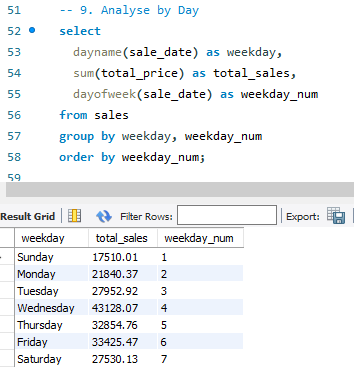 51 -- 9. Analyse by Day
52 select
53 dayname(sale_date) as weekday,
54 sum(total_price) as total_sales,
55 dayofweek(sale_date) as weekday_num
56 from sales
57 group by weekday, weekday_num
58 order by weekday_num;
59
Result Grid Filter Rows: Export:
weekday total_sales weekday_num
Sunday 17510.01 1
Monday 21840.37 2
Tuesday 27952.92 3
Wednesday 43128.07 4
Thursday 32854.76 5
Friday 33425.47 6
Saturday 27530.13 7